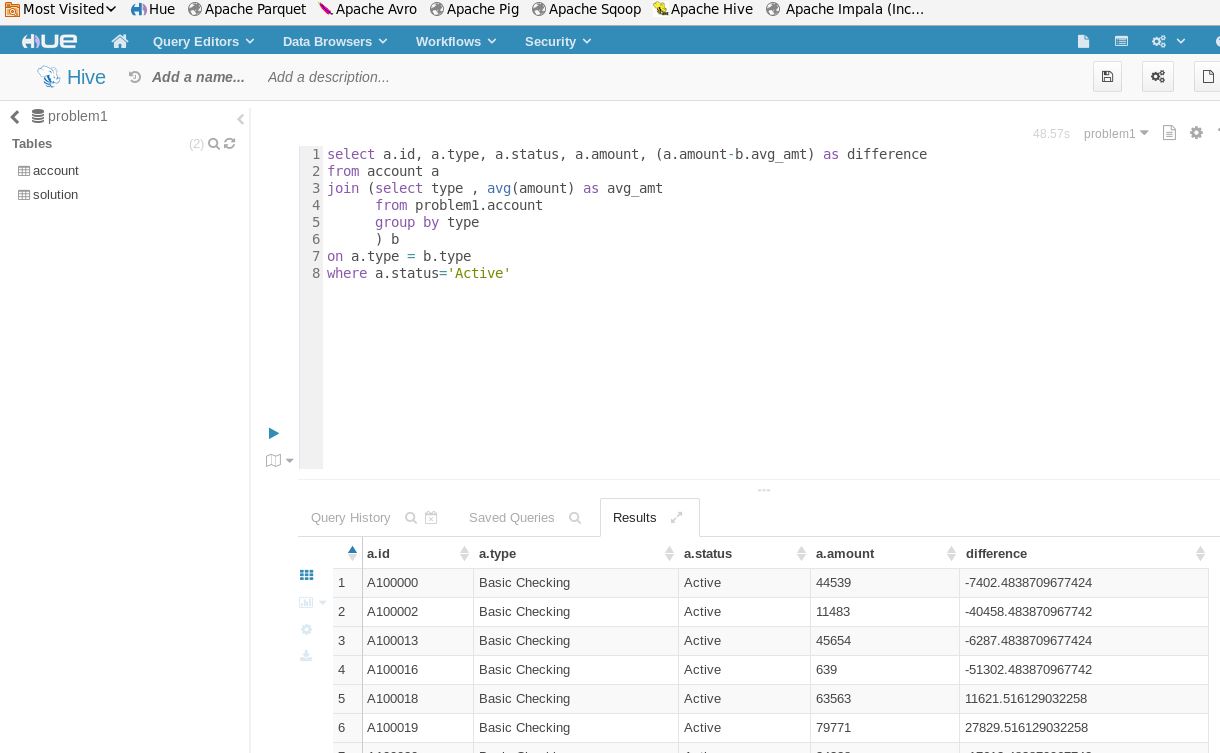 Most Visited Hue Apache Parquet Apache Avro Apache Pig Apache Sqoop Apache Hive Apache Impala (Inc...
HUE Query Editors Data Browsers Workflows Security
Hive Add a name... Add a description...
problem1
Tables (2)
account
solution
48.57s problem1
1 select a.id, a.type, a.status, a.amount, (a.amount-b.avg_amt) as difference
2 from account a
3 join (select type , avg(amount) as avg_amt
4 from problem1.account
5 group by type
6 ) b
7 on a.type = b.type
8 where a.status='Active'
Query History Saved Queries Results
a.id a.type a.status a.amount difference
1 A100000 Basic Checking Active 44539 -7402.4838709677424
2 A100002 Basic Checking Active 11483 -40458.483870967742
3 A100013 Basic Checking Active 45654 -6287.4838709677424
4 A100016 Basic Checking Active 639 -51302.483870967742
5 A100018 Basic Checking Active 63563 11621.516129032258
6 A100019 Basic Checking Active 79771 27829.516129032258